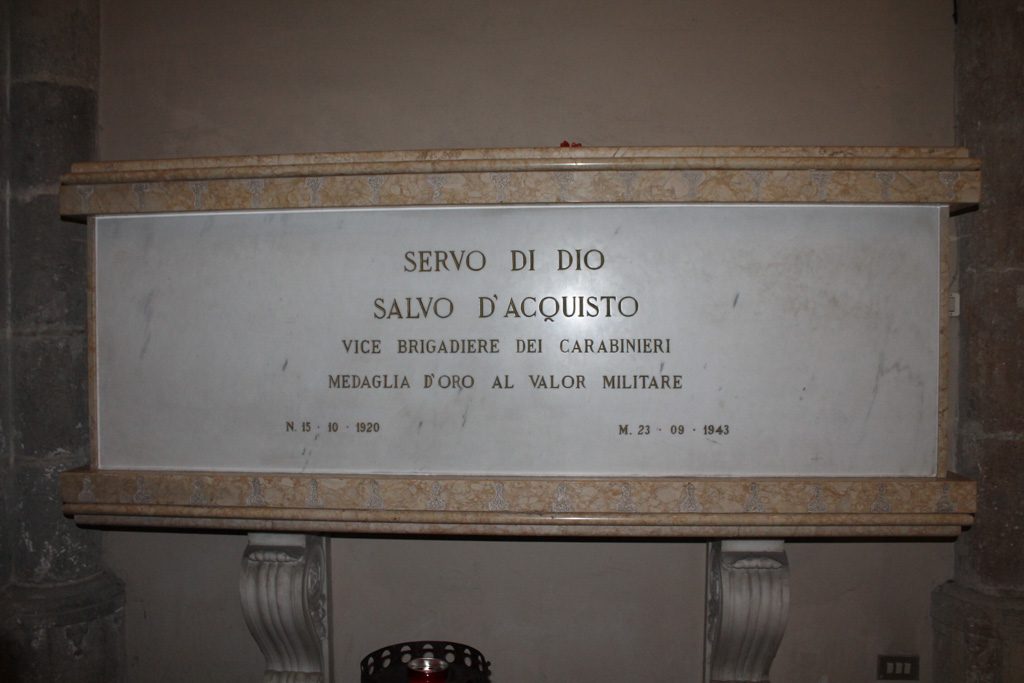 SERVO DI DIO
SALVO D'ACQUISTO
VICE BRIGADIERE DEI CARABINIERI
MEDAGLIA D'ORO AL VALOR MILITARE
N. 15 · 10 · 1920 M. 23 · 09 · 1943